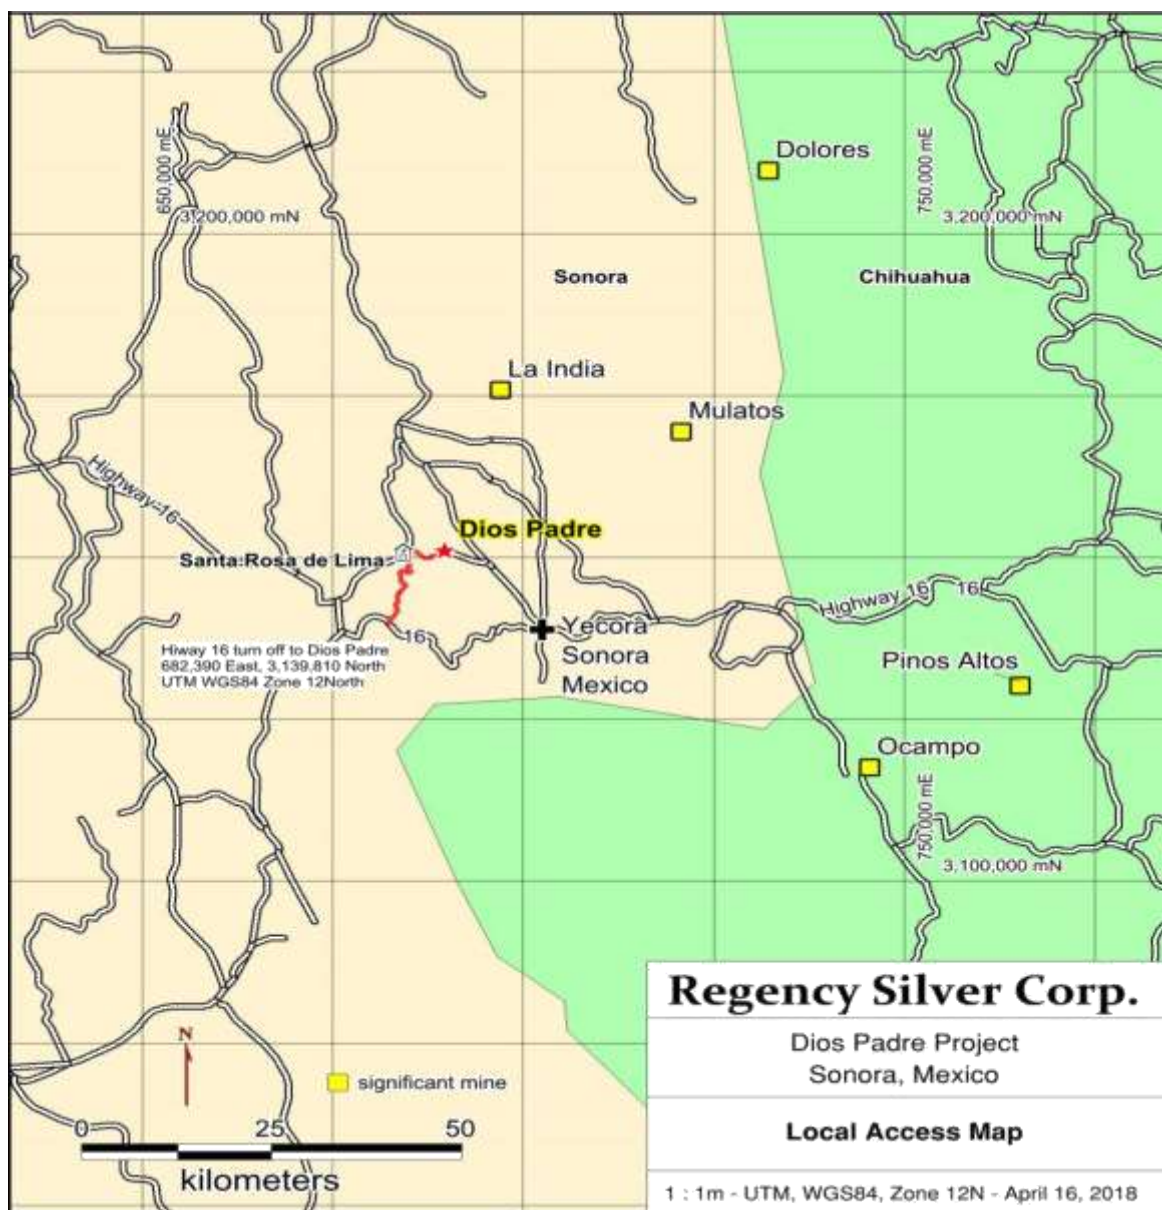 Dolores
650,000 mE
750,000 mE
3,200,000 mN
3,200,000 mN
Sonora
Chihuahua
La India
Mulatos
Highway 16
Dios Padre
Santa Rosa de Lima
Highway 16
16
16
Yecora
Sonora
Mexico
Hiway 16 turn off to Dios Padre
682,390 East, 3,139,810 North
UTM WGS84 Zone 12North
Pinos Altos
Ocampo
750,000 mE
3,100,000 mN
Regency Silver Corp.
Dios Padre Project
Sonora, Mexico
Local Access Map
1 : 1m - UTM, WGS84, Zone 12N - April 16, 2018
N
significant mine
0 25 50
kilometers